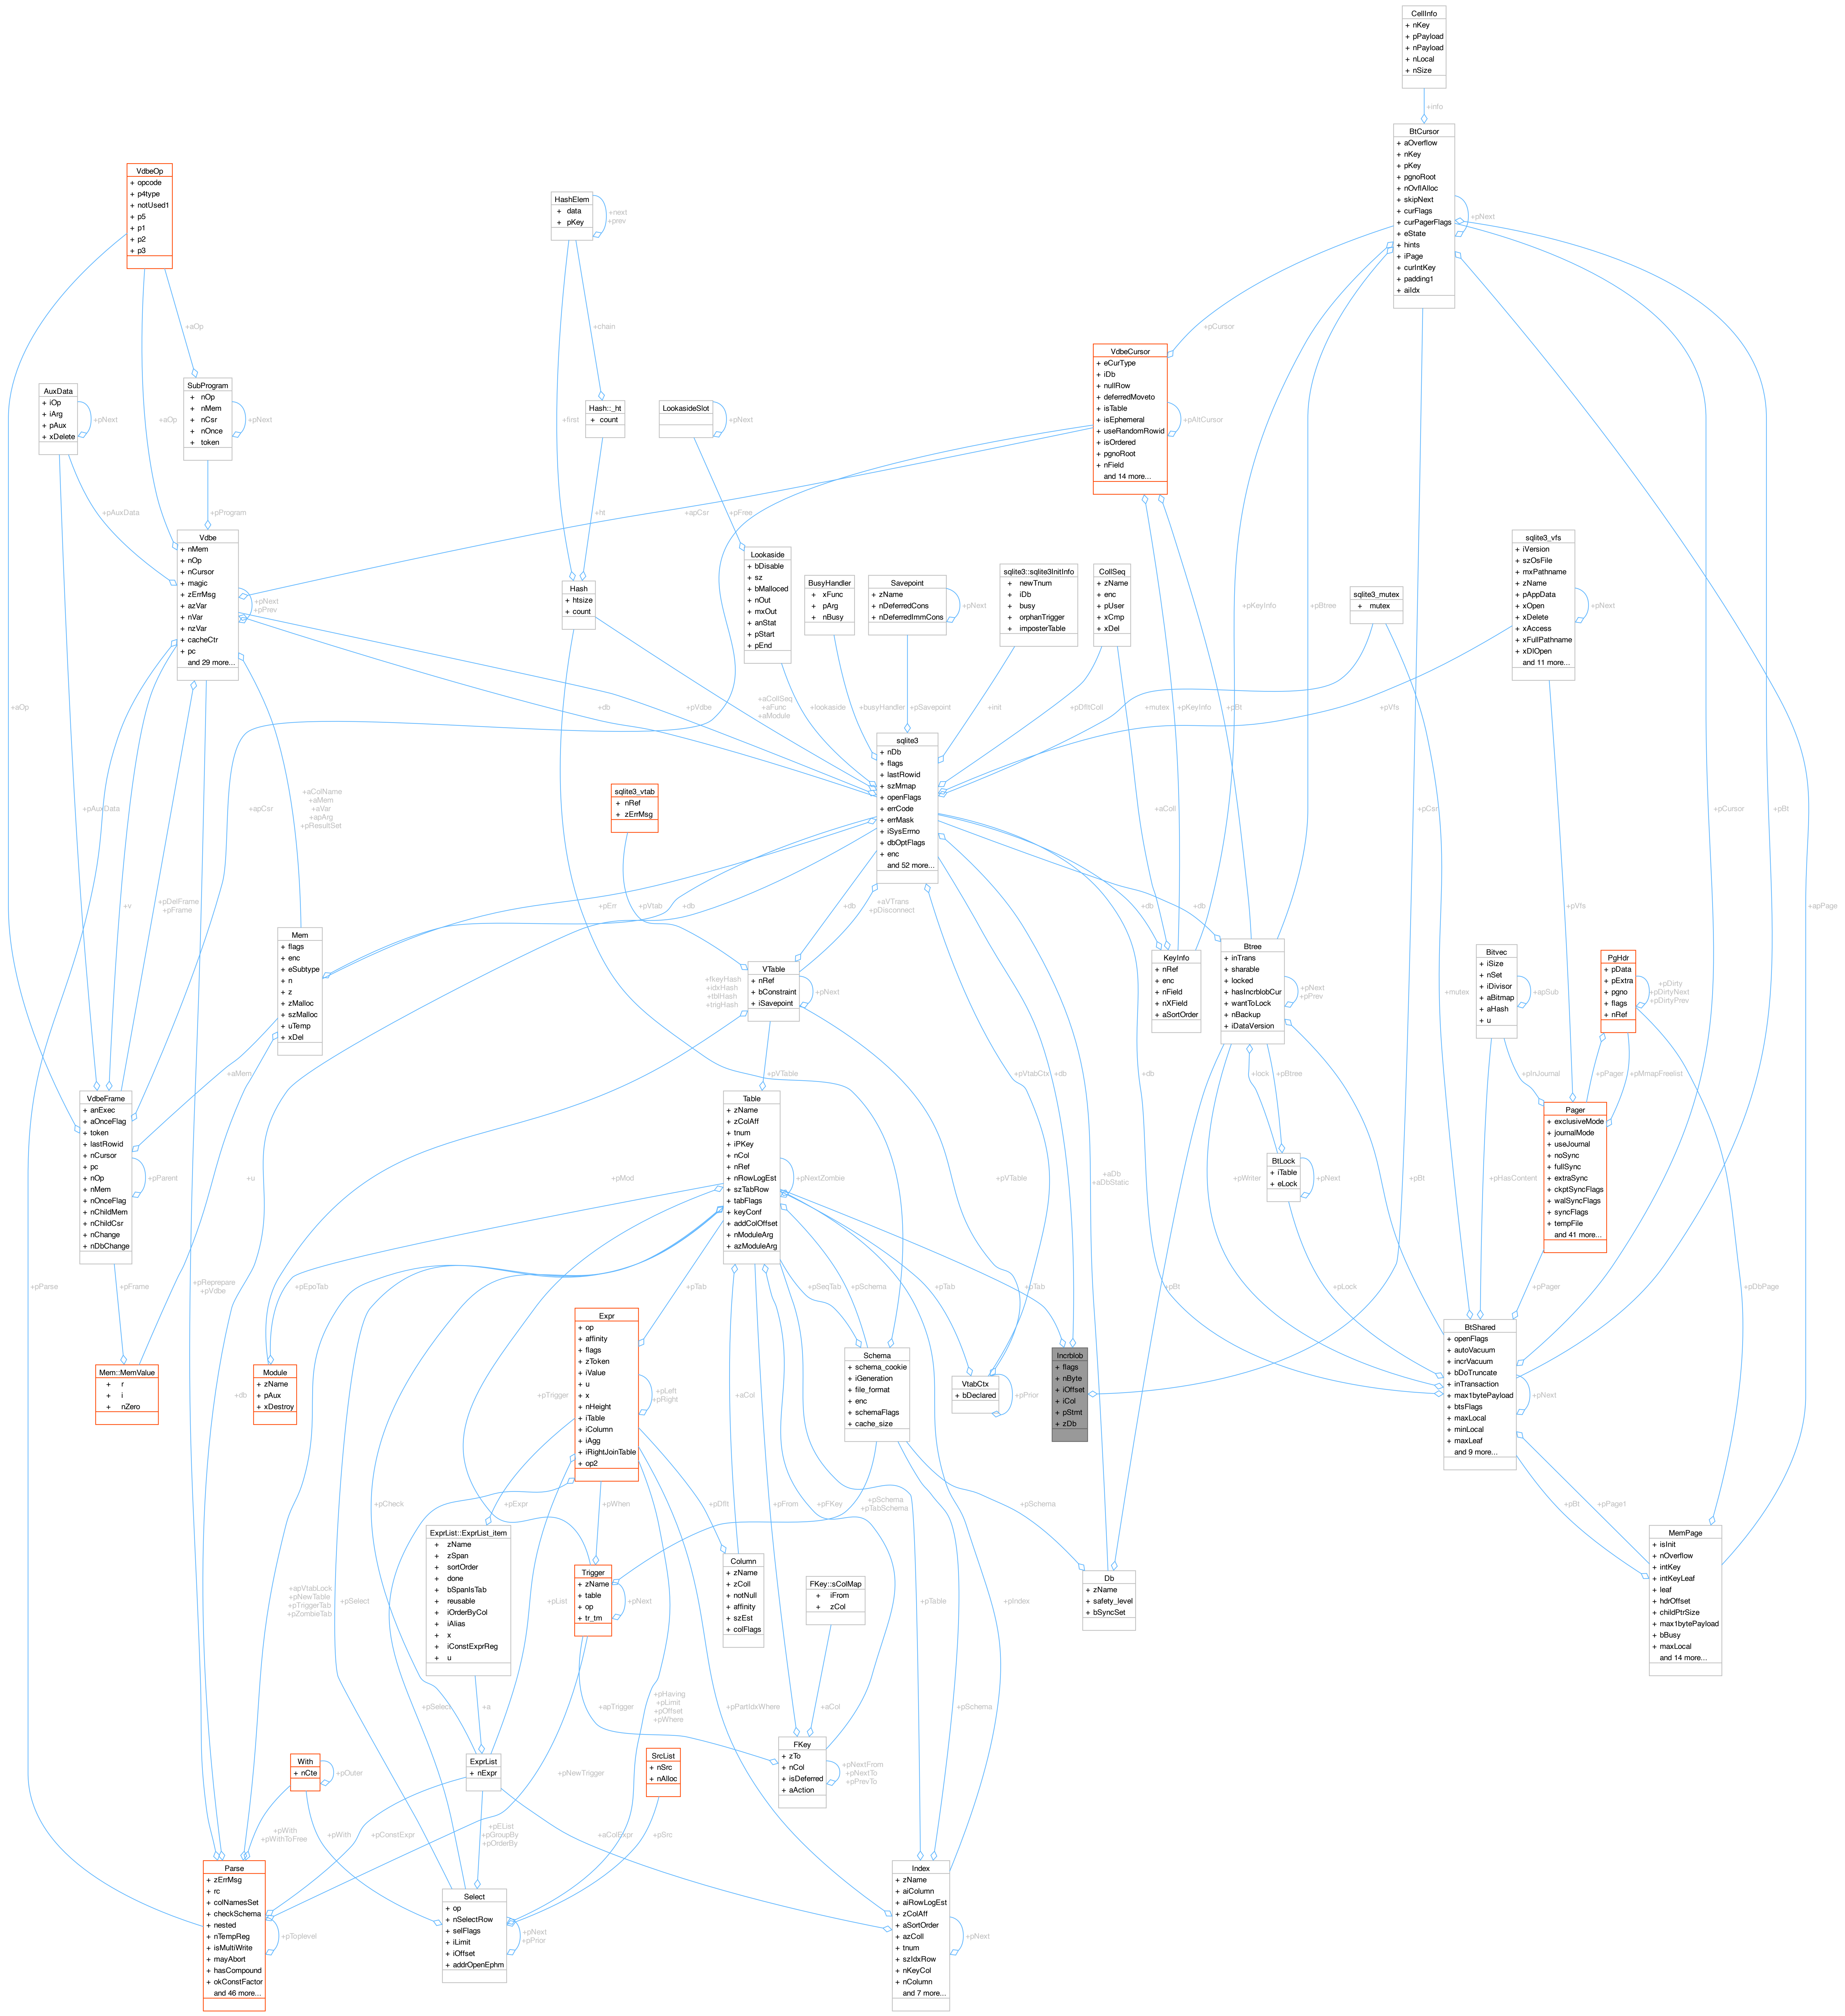 CellInfo
+ nKey
+ pPayload
+ nPayload
+ nLocal
+ nSize
+info
BtCursor
+ aOverflow
+ nKey
+ pKey
+ pgnoRoot
+ nOvflAlloc
+ skipNext
+ curFlags
+ curPagerFlags
+ eState
+ hints
+ iPage
+ curIntKey
+ padding1
+ aiIdx
+pNext
VdbeOp
+ opcode
+ p4type
+ notUsed1
+ p5
+ p1
+ p2
+ p3
HashElem
+ data
+ pKey
+next
+prev
+aOp
+chain
+pCursor
VdbeCursor
+ eCurType
+ iDb
+ nullRow
+ deferredMoveto
+ isTable
+ isEphemeral
+ useRandomRowid
+ isOrdered
+ pgnoRoot
+ nField
and 14 more...
+pAltCursor
AuxData
+ iOp
+ iArg
+ pAux
+ xDelete
+pNext
+aOp
SubProgram
+ nOp
+ nMem
+ nCsr
+ nOnce
+ token
+pNext
+first
Hash::_ht
+ count
LookasideSlot
+pNext
+pAuxData
+pProgram
+ht
+pFree
+apCsr
Vdbe
+ nMem
+ nOp
+ nCursor
+ magic
+ zErrMsg
+ azVar
+ nVar
+ nzVar
+ cacheCtr
+ pc
and 29 more...
+pNext
+pPrev
Hash
+ htsize
+ count
Lookaside
+ bDisable
+ sz
+ bMalloced
+ nOut
+ mxOut
+ anStat
+ pStart
+ pEnd
BusyHandler
+ xFunc
+ pArg
+ nBusy
Savepoint
+ zName
+ nDeferredCons
+ nDeferredImmCons
+pNext
sqlite3::sqlite3InitInfo
+ newTnum
+ iDb
+ busy
+ orphanTrigger
+ imposterTable
CollSeq
+ zName
+ enc
+ pUser
+ xCmp
+ xDel
+pKeyInfo
+pBtree
sqlite3_mutex
+ mutex
sqlite3_vfs
+ iVersion
+ szOsFile
+ mxPathname
+ zName
+ pAppData
+ xOpen
+ xDelete
+ xAccess
+ xFullPathname
+ xDlOpen
and 11 more...
+pNext
+aOp
+db
+pVdbe
+aCollSeq
+aFunc
+aModule
+lookaside
+busyHandler
+pSavepoint
+init
+pDfltColl
+mutex
+pKeyInfo
+pBt
+pVfs
sqlite3
+ nDb
+ flags
+ lastRowid
+ szMmap
+ openFlags
+ errCode
+ errMask
+ iSysErrno
+ dbOptFlags
+ enc
and 52 more...
sqlite3_vtab
+ nRef
+ zErrMsg
+pAuxData
+apCsr
+aColName
+aMem
+aVar
+apArg
+pResultSet
+aColl
+pCsr
+pVfs
+pCursor
+pBt
+v
+pDelFrame
+pFrame
+pErr
+db
+pVtab
+db
+aVTrans
+pDisconnect
+db
+db
+mutex
+apPage
Mem
+ flags
+ enc
+ eSubtype
+ n
+ z
+ zMalloc
+ szMalloc
+ uTemp
+ xDel
VTable
+ nRef
+ bConstraint
+ iSavepoint
+pNext
KeyInfo
+ nRef
+ enc
+ nField
+ nXField
+ aSortOrder
Btree
+ inTrans
+ sharable
+ locked
+ hasIncrblobCur
+ wantToLock
+ nBackup
+ iDataVersion
+pNext
+pPrev
Bitvec
+ iSize
+ nSet
+ iDivisor
+ aBitmap
+ aHash
+ u
+apSub
PgHdr
+ pData
+ pExtra
+ pgno
+ flags
+ nRef
+pDirty
+pDirtyNext
+pDirtyPrev
+fkeyHash
+idxHash
+tblHash
+trigHash
+aMem
+pVTable
+pVtabCtx
+db
+db
+lock
+pBtree
+pInJournal
+pPager
+pMmapFreelist
VdbeFrame
+ anExec
+ aOnceFlag
+ token
+ lastRowid
+ nCursor
+ pc
+ nOp
+ nMem
+ nOnceFlag
+ nChildMem
+ nChildCsr
+ nChange
+ nDbChange
+pParent
Table
+ zName
+ zColAff
+ tnum
+ iPKey
+ nCol
+ nRef
+ nRowLogEst
+ szTabRow
+ tabFlags
+ keyConf
+ addColOffset
+ nModuleArg
+ azModuleArg
+pNextZombie
Pager
+ exclusiveMode
+ journalMode
+ useJournal
+ noSync
+ fullSync
+ extraSync
+ ckptSyncFlags
+ walSyncFlags
+ syncFlags
+ tempFile
and 41 more...
BtLock
+ iTable
+ eLock
+pNext
+u
+pMod
+pVTable
+aDb
+aDbStatic
+pWriter
+pBt
+pHasContent
+pParse
+pFrame
+pReprepare
+pVdbe
+pEpoTab
+pTab
+pSeqTab
+pSchema
+pTab
+pTab
+pBt
+pLock
+pPager
+pDbPage
Expr
+ op
+ affinity
+ flags
+ zToken
+ iValue
+ u
+ x
+ nHeight
+ iTable
+ iColumn
+ iAgg
+ iRightJoinTable
+ op2
+pLeft
+pRight
BtShared
+ openFlags
+ autoVacuum
+ incrVacuum
+ bDoTruncate
+ inTransaction
+ max1bytePayload
+ btsFlags
+ maxLocal
+ minLocal
+ maxLeaf
and 9 more...
+pNext
Mem::MemValue
+ r
+ i
+ nZero
Module
+ zName
+ pAux
+ xDestroy
Schema
+ schema_cookie
+ iGeneration
+ file_format
+ enc
+ schemaFlags
+ cache_size
VtabCtx
+ bDeclared
+pPrior
Incrblob
+ flags
+ nByte
+ iOffset
+ iCol
+ pStmt
+ zDb
+db
+pTrigger
+aCol
+pCheck
+pExpr
+pWhen
+pDflt
+pFrom
+pFKey
+pSchema
+pTabSchema
+pTable
+pIndex
+pSchema
+pBt
+pPage1
ExprList::ExprList_item
+ zName
+ zSpan
+ sortOrder
+ done
+ bSpanIsTab
+ reusable
+ iOrderByCol
+ iAlias
+ x
+ iConstExprReg
+ u
MemPage
+ isInit
+ nOverflow
+ intKey
+ intKeyLeaf
+ leaf
+ hdrOffset
+ childPtrSize
+ max1bytePayload
+ bBusy
+ maxLocal
and 14 more...
Column
+ zName
+ zColl
+ notNull
+ affinity
+ szEst
+ colFlags
Trigger
+ zName
+ table
+ op
+ tr_tm
+pNext
FKey::sColMap
+ iFrom
+ zCol
Db
+ zName
+ safety_level
+ bSyncSet
+apVtabLock
+pNewTable
+pTriggerTab
+pZombieTab
+pSelect
+pList
+pSelect
+a
+pHaving
+pLimit
+pOffset
+pWhere
+apTrigger
+pPartIdxWhere
+aCol
+pSchema
FKey
+ zTo
+ nCol
+ isDeferred
+ aAction
+pNextFrom
+pNextTo
+pPrevTo
With
+ nCte
+pOuter
ExprList
+ nExpr
SrcList
+ nSrc
+ nAlloc
+pNewTrigger
+pWith
+pWithToFree
+pWith
+pConstExpr
+pEList
+pGroupBy
+pOrderBy
+aColExpr
+pSrc
Parse
+ zErrMsg
+ rc
+ colNamesSet
+ checkSchema
+ nested
+ nTempReg
+ isMultiWrite
+ mayAbort
+ hasCompound
+ okConstFactor
and 46 more...
+pToplevel
Select
+ op
+ nSelectRow
+ selFlags
+ iLimit
+ iOffset
+ addrOpenEphm
+pNext
+pPrior
Index
+ zName
+ aiColumn
+ aiRowLogEst
+ zColAff
+ aSortOrder
+ azColl
+ tnum
+ szIdxRow
+ nKeyCol
+ nColumn
and 7 more...
+pNext